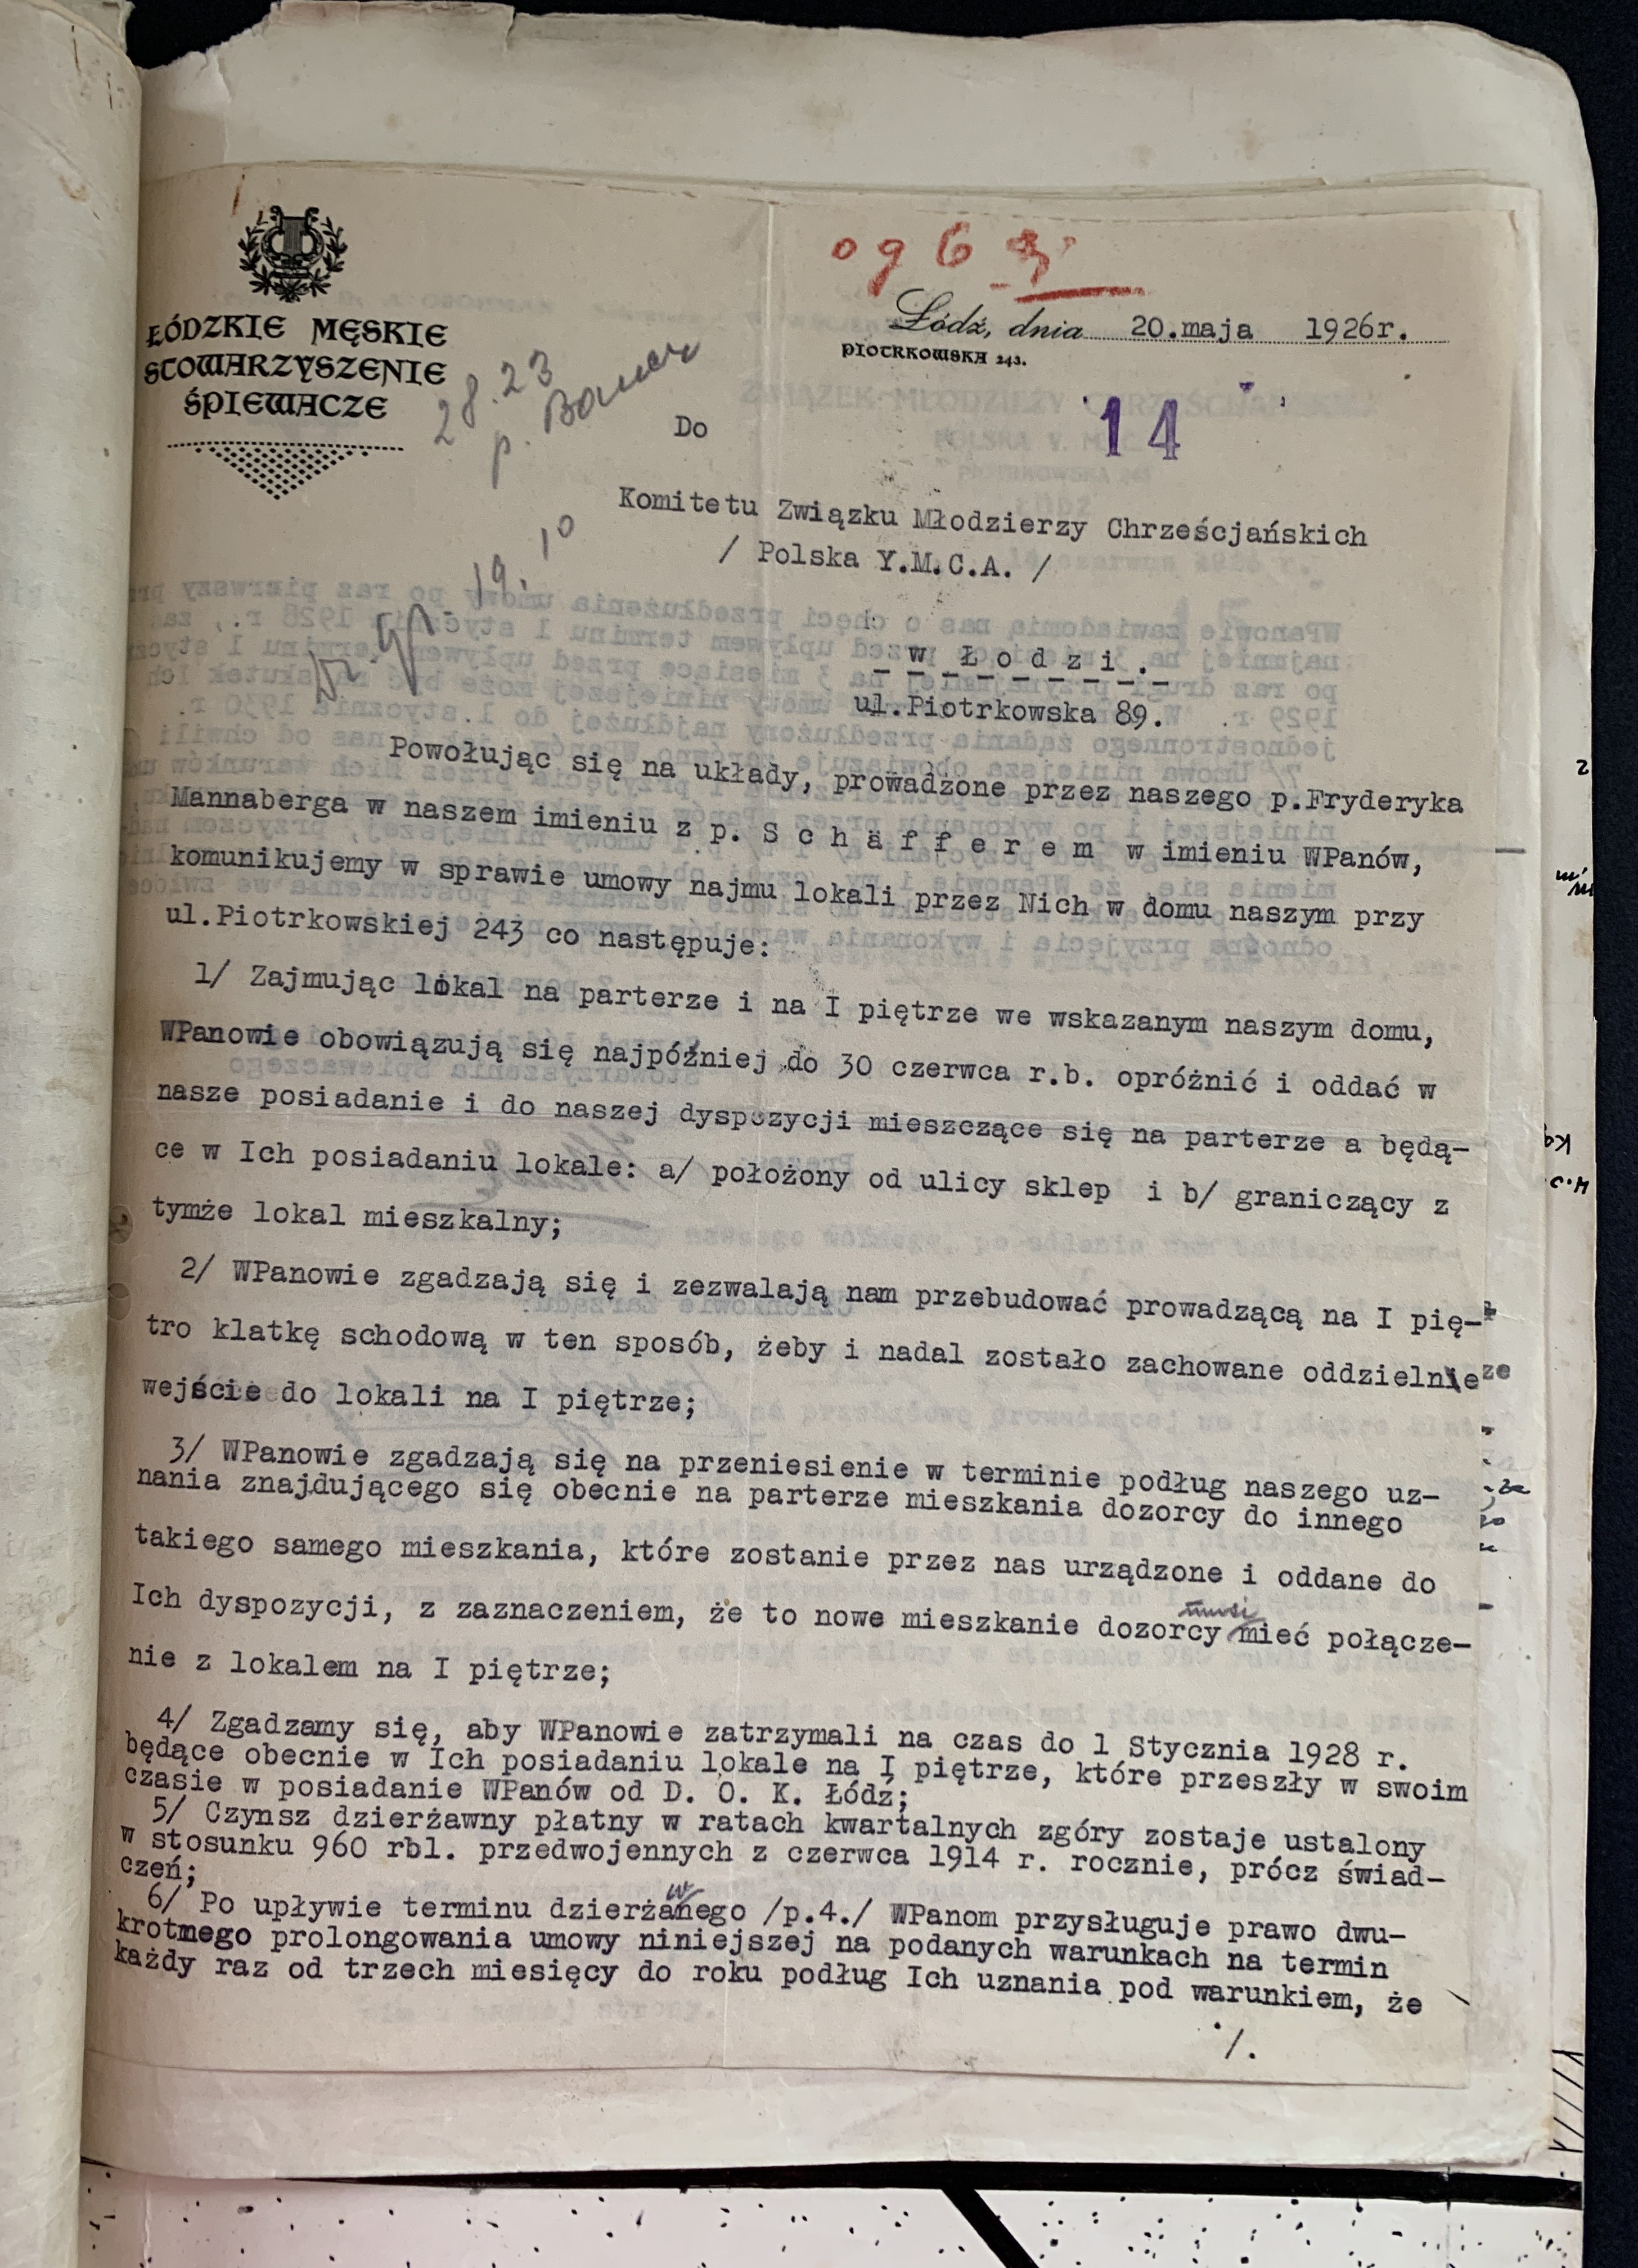 ŁÓDZKIE MĘSKIE
STOWARZYSZENIE
ŚPIEWACZE
Łódź, dnia 20.maja 1926r.
PIOTRKOWSKA 243.
28.23
p. Bauer
14
Do
Komitetu Związku Młodzierzy Chrześcjańskich
/ Polska Y.M.C.A. /
19.10
w Łodzi.
ul.Piotrkowska 89.
Powołując się na układy, prowadzone przez naszego p.Fryderyka
Mannaberga w naszem imieniu z p. S c h ä f f e r e m w imieniu WPanów,
komunikujemy w sprawie umowy najmu lokali przez Nich w domu naszym przy
ul.Piotrkowskiej 243 co następuje:
1/ Zajmując lokal na parterze i na I piętrze we wskazanym naszym domu,
WPanowie obowiązują się najpóźniej do 30 czerwca r.b. opróżnić i oddać w
nasze posiadanie i do naszej dyspozycji mieszczące się na parterze a będą-
ce w Ich posiadaniu lokale: a/ położony od ulicy sklep i b/ graniczący z
tymże lokal mieszkalny;
2/ WPanowie zgadzają się i zezwalają nam przebudować prowadzącą na I pię-
tro klatkę schodową w ten sposób, żeby i nadal zostało zachowane oddzielnie
wejście do lokali na I piętrze;
3/ WPanowie zgadzają się na przeniesienie w terminie podług naszego uz-
nania znajdującego się obecnie na parterze mieszkania dozorcy do innego
takiego samego mieszkania, które zostanie przez nas urządzone i oddane do
Ich dyspozycji, z zaznaczeniem, że to nowe mieszkanie dozorcy musi mieć połącze-
nie z lokalem na I piętrze;
4/ Zgadzamy się, aby WPanowie zatrzymali na czas do 1 Stycznia 1928 r.
będące obecnie w Ich posiadaniu lokale na I piętrze, które przeszły w swoim
czasie w posiadanie WPanów od D. O. K. Łódź;
5/ Czynsz dzierżawny płatny w ratach kwartalnych zgóry zostaje ustalony
w stosunku 960 rbl. przedwojennych z czerwca 1914 r. rocznie, prócz świad-
czeń;
6/ Po upływie terminu dzierżawnego /p.4./ WPanom przysługuje prawo dwu-
krotnego prolongowania umowy niniejszej na podanych warunkach na termin
każdy raz od trzech miesięcy do roku podług Ich uznania pod warunkiem, że
./.